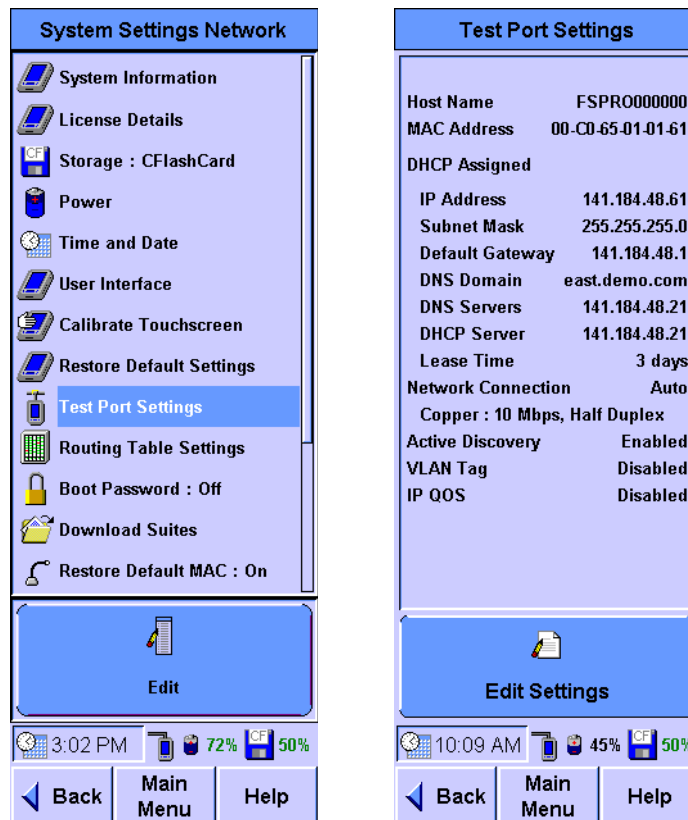 System Settings Network
System Information
License Details
CF
Storage : CFlashCard
Power
Time and Date
User Interface
Calibrate Touchscreen
Restore Default Settings
Test Port Settings
Routing Table Settings
Boot Password : Off
Download Suites
Restore Default MAC : On
Edit
3:02 PM 72% CF 50%
Back Main Menu Help
Test Port Settings
Host Name FSPRO000000
MAC Address 00-C0-65-01-01-61
DHCP Assigned
IP Address 141.184.48.61
Subnet Mask 255.255.255.0
Default Gateway 141.184.48.1
DNS Domain east.demo.com
DNS Servers 141.184.48.21
DHCP Server 141.184.48.21
Lease Time 3 days
Network Connection Auto
Copper : 10 Mbps, Half Duplex
Active Discovery Enabled
VLAN Tag Disabled
IP QOS Disabled
Edit Settings
10:09 AM 45% CF 50%
Back Main Menu Help